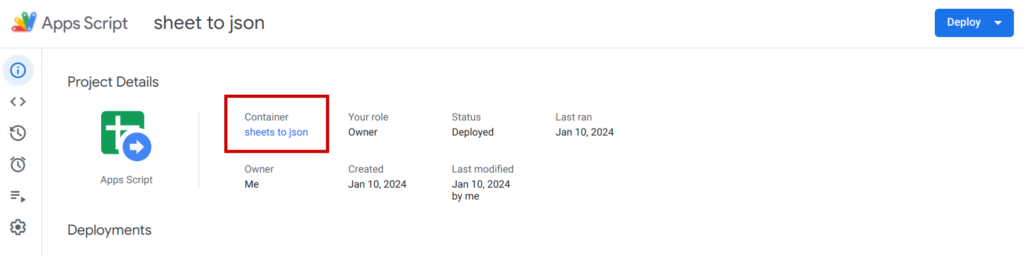 Apps Script sheet to json Deploy
Project Details
Container Your role Status Last ran
sheets to json Owner Deployed Jan 10, 2024
Apps Script
Owner Created Last modified
Me Jan 10, 2024 Jan 10, 2024
by me
Deployments